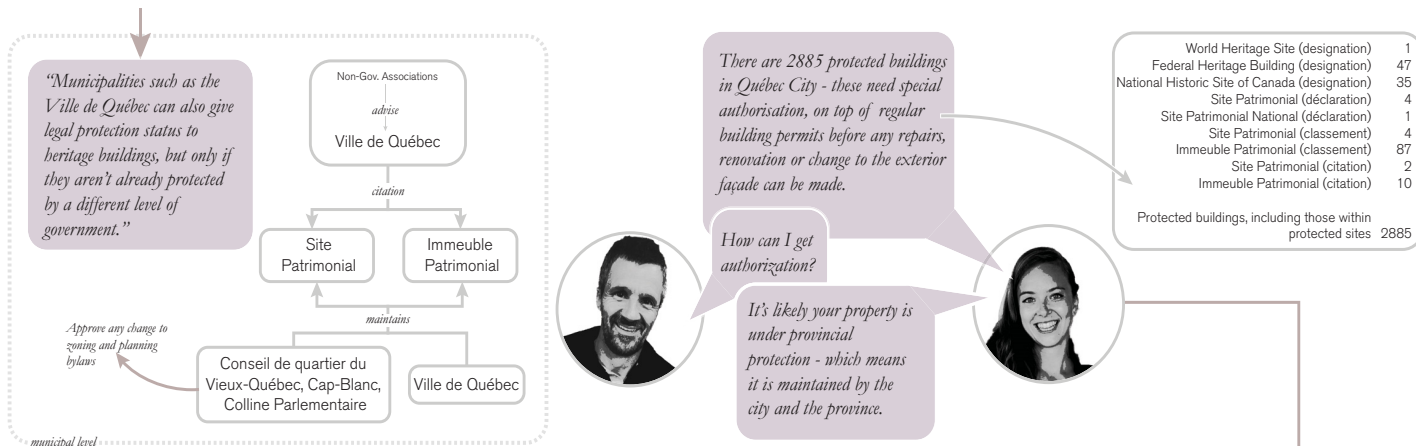 “Municipalities such as the
Ville de Québec can also give
legal protection status to
heritage buildings, but only if
they aren’t already protected
by a different level of
government.”
Non-Gov. Associations
advise
Ville de Québec
citation
Site
Patrimonial
Immeuble
Patrimonial
maintains
Approve any change to
zoning and planning
bylaws
Conseil de quartier du
Vieux-Québec, Cap-Blanc,
Colline Parlementaire
Ville de Québec
municipal level
There are 2885 protected buildings
in Québec City - these need special
authorisation, on top of regular
building permits before any repairs,
renovation or change to the exterior
façade can be made.
How can I get
authorization?
It’s likely your property is
under provincial
protection - which means
it is maintained by the
city and the province.
World Heritage Site (designation) 1
Federal Heritage Building (designation) 47
National Historic Site of Canada (designation) 35
Site Patrimonial (déclaration) 4
Site Patrimonial National (déclaration) 1
Site Patrimonial (classement) 4
Immeuble Patrimonial (classement) 87
Site Patrimonial (citation) 2
Immeuble Patrimonial (citation) 10
Protected buildings, including those within
protected sites 2885